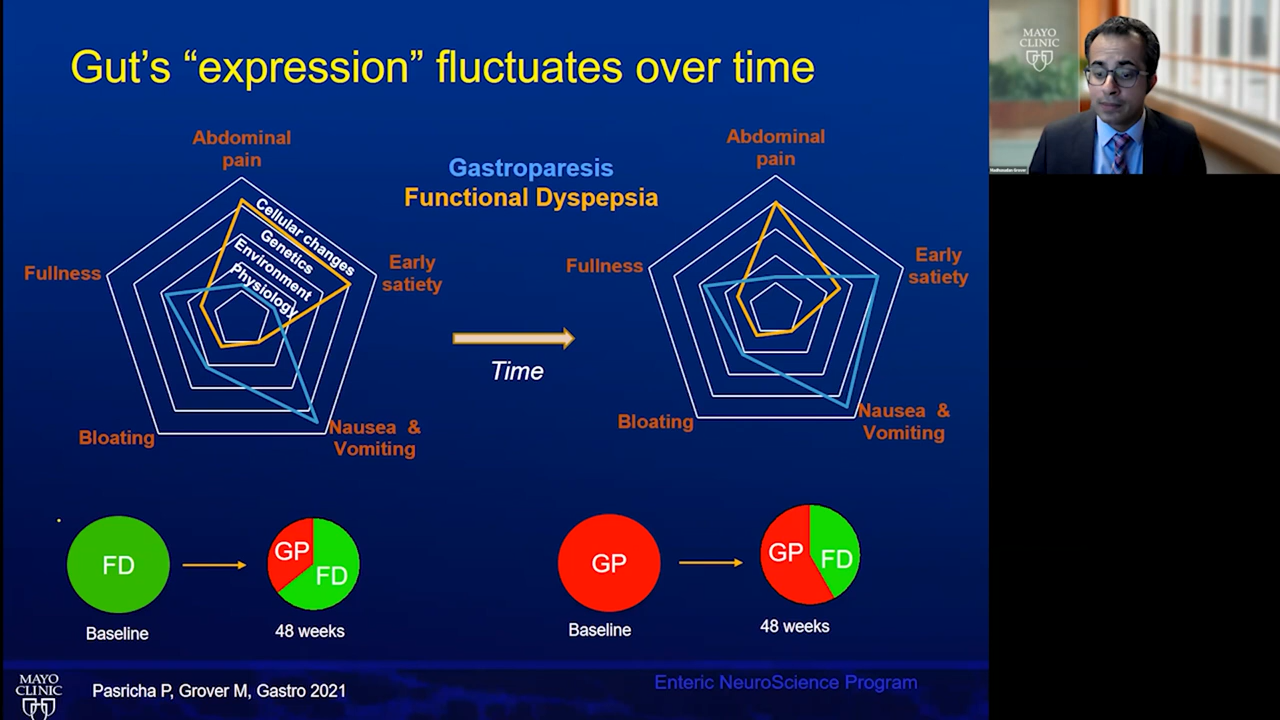 Gut's "expression" fluctuates over time
MAYO
CLINIC
Abdominal
pain
Gastroparesis
Functional Dyspepsia
Abdominal
pain
Cellular changes
Genetics
Environment
Physiology
Fullness
Early
satiety
Fullness
Early
satiety
Time
Bloating
Nausea &
Vomiting
Bloating
Nausea &
Vomiting
FD
GP
FD
GP
GP
FD
Baseline
48 weeks
Baseline
48 weeks
MAYO
CLINIC
Pasricha P, Grover M, Gastro 2021
Enteric NeuroScience Program